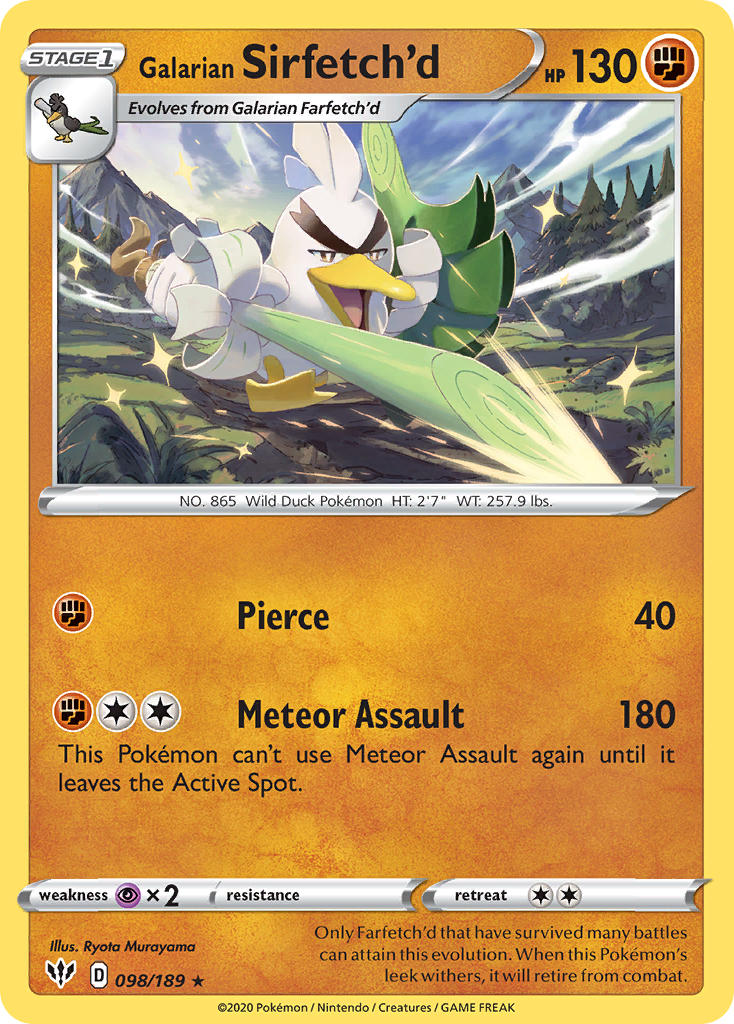 STAGE 1
Galarian Sirfetch'd
HP 130
Evolves from Galarian Farfetch'd
NO. 865 Wild Duck Pokémon HT: 2'7" WT: 257.9 lbs.
Pierce 40
Meteor Assault 180
This Pokémon can't use Meteor Assault again until it
leaves the Active Spot.
weakness ×2 resistance retreat
Only Farfetch'd that have survived many battles
can attain this evolution. When this Pokémon's
leek withers, it will retire from combat.
Illus. Ryota Murayama
D 098/189 ★
©2020 Pokémon / Nintendo / Creatures / GAME FREAK